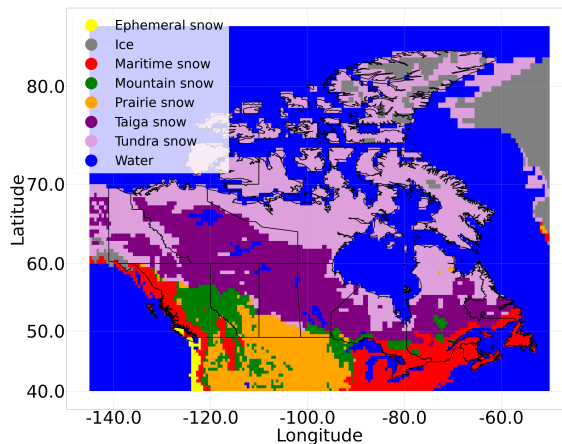 Ephemeral snow
Ice
Maritime snow
Mountain snow
Prairie snow
Taiga snow
Tundra snow
Water
80.0
70.0
60.0
50.0
40.0
Latitude
-140.0 -120.0 -100.0 -80.0 -60.0
Longitude